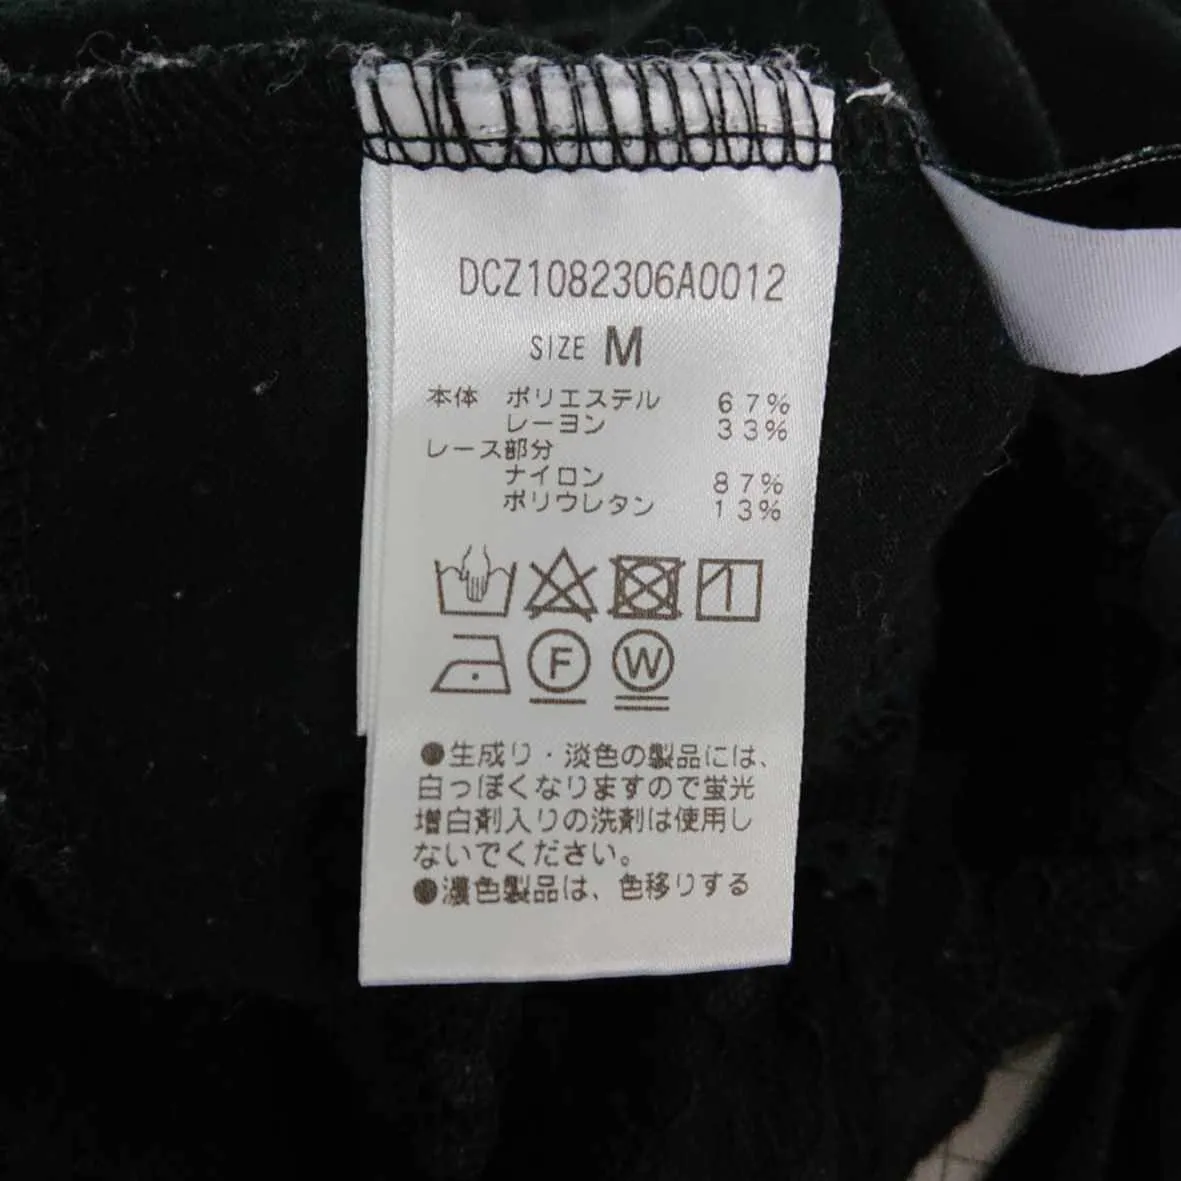 DCZ1082306A0012
SIZE M
本体 ポリエステル 67%
レーヨン 33%
レース部分
ナイロン 87%
ポリウレタン 13%
F W
●生成り・淡色の製品には、
白っぽくなりますので蛍光
増白剤入りの洗剤は使用し
ないでください。
●濃色製品は、色移りする